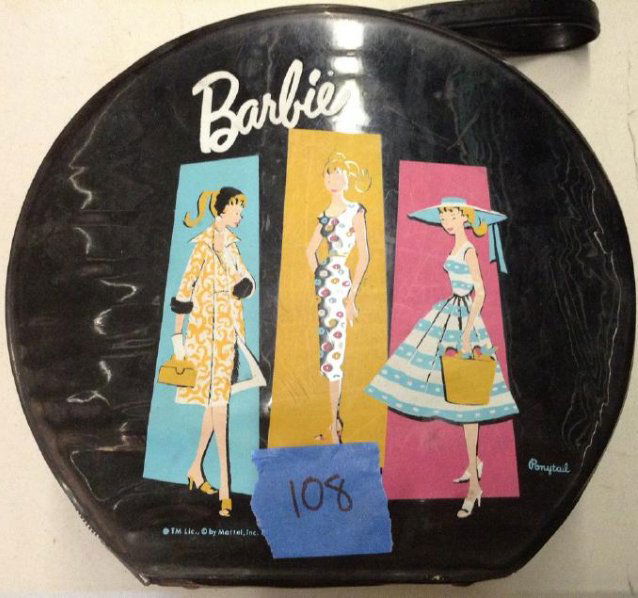 Barbie
Ponytail
108
® TM Lic., © by Mattel, Inc.